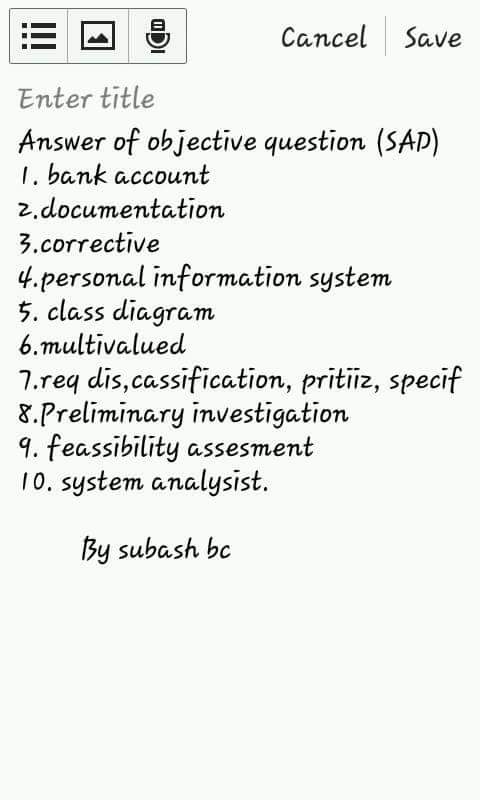 Cancel Save
Enter title
Answer of objective question (SAD)
1. bank account
2.documentation
3.corrective
4.personal information system
5. class diagram
6.multivalued
7.req dis,cassification, pritiiz, specif
8.Preliminary investigation
9. feassibility assesment
10. system analysist.
By subash bc